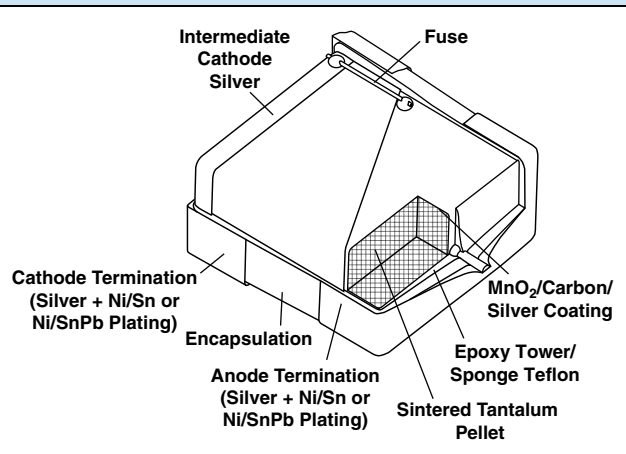 Intermediate
Cathode
Silver
Fuse
Cathode Termination
(Silver + Ni/Sn or
Ni/SnPb Plating)
Encapsulation
Anode Termination
(Silver + Ni/Sn or
Ni/SnPb Plating)
MnO₂/Carbon/
Silver Coating
Epoxy Tower/
Sponge Teflon
Sintered Tantalum
Pellet